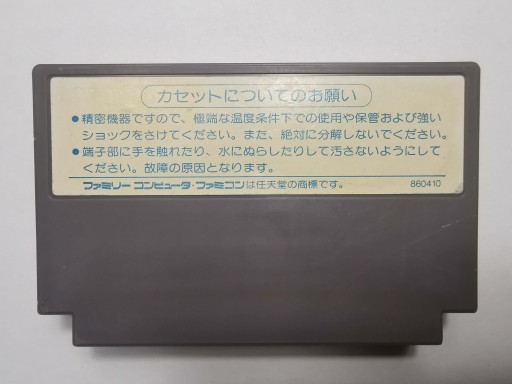 カセットについてのお願い
●精密機器ですので、極端な温度条件下での使用や保管および強い
ショックをさけてください。また、絶対に分解しないでください。
●端子部に手を触れたり、水にぬらしたりして汚さないようにして
ください。故障の原因となります。
ファミリーコンピュータ・ファミコンは任天堂の商標です。 860410